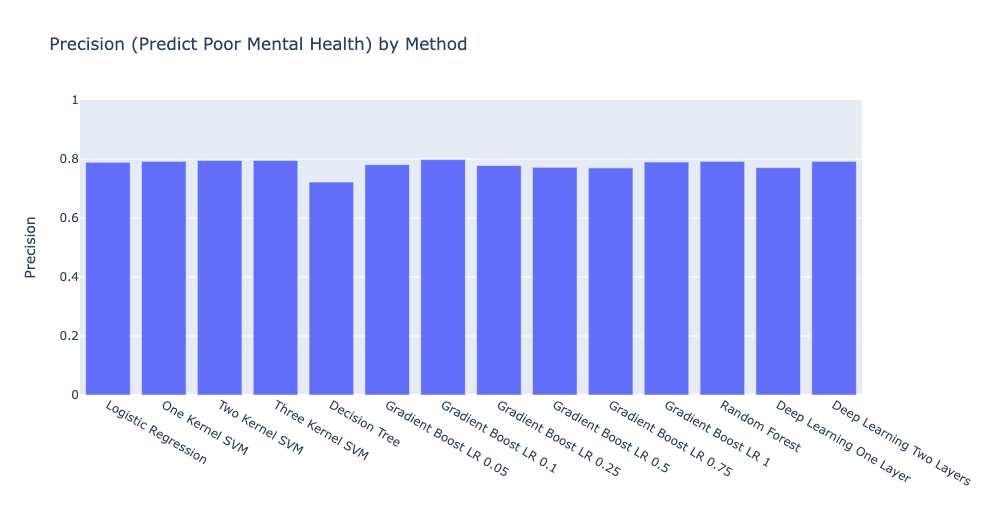 Precision (Predict Poor Mental Health) by Method
1
0.8
0.6
0.4
0.2
0
Precision
Logistic Regression
One Kernel SVM
Two Kernel SVM
Three Kernel SVM
Decision Tree
Gradient Boost LR 0.05
Gradient Boost LR 0.1
Gradient Boost LR 0.25
Gradient Boost LR 0.5
Gradient Boost LR 0.75
Gradient Boost LR 1
Random Forest
Deep Learning One Layer
Deep Learning Two Layers